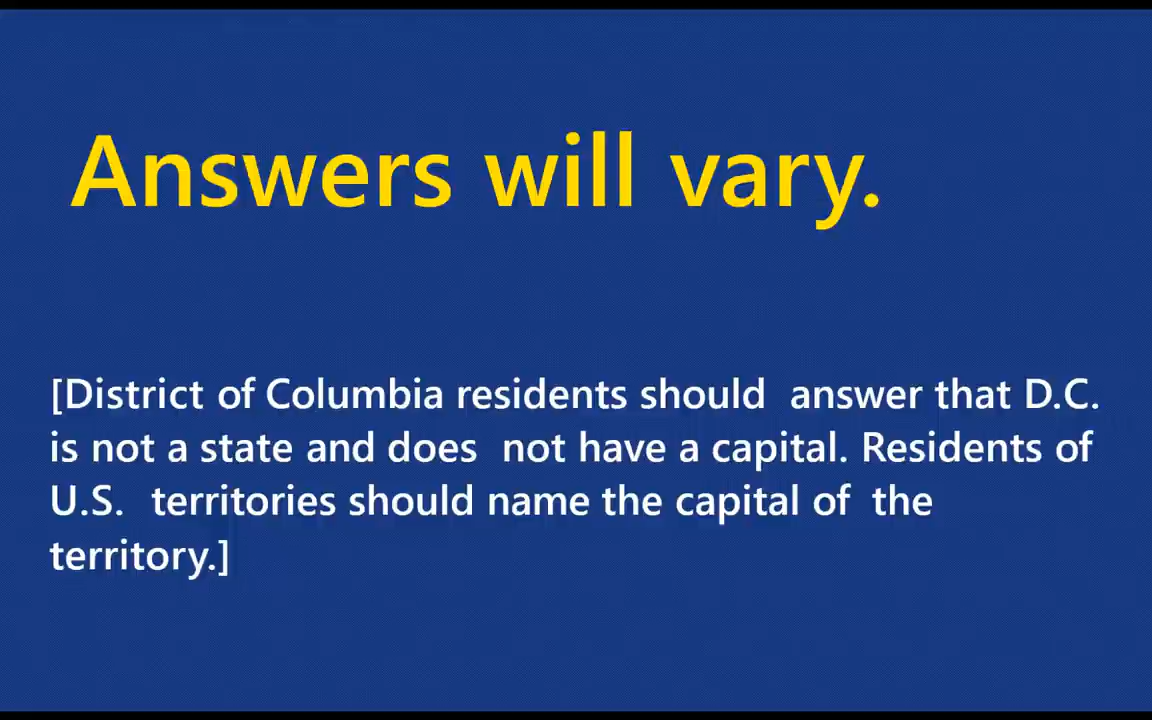 Answers will vary.
[District of Columbia residents should answer that D.C.
is not a state and does not have a capital. Residents of
U.S. territories should name the capital of the
territory.]